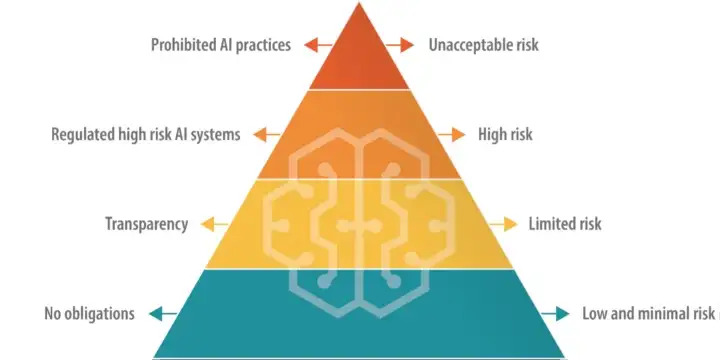 Prohibited AI practices
Unacceptable risk
Regulated high risk AI systems
High risk
Transparency
Limited risk
No obligations
Low and minimal risk